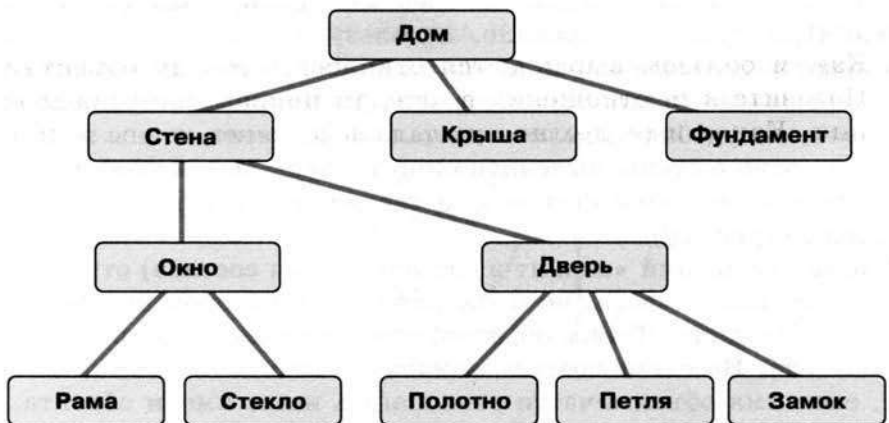 Дом
Стена Крыша Фундамент
Окно Дверь
Рама Стекло Полотно Петля Замок